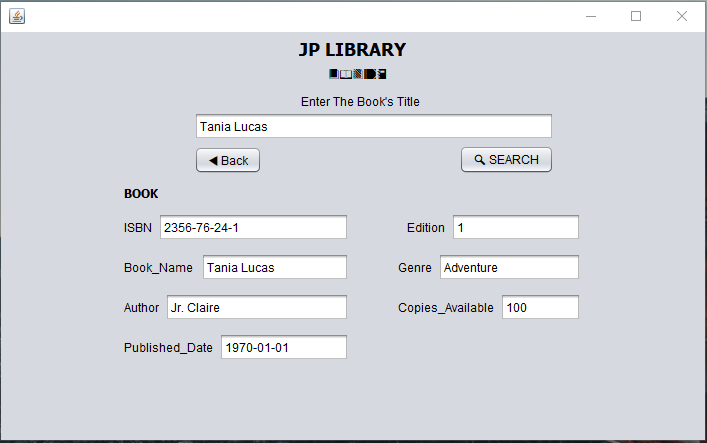 JP LIBRARY
Enter The Book's Title
Tania Lucas
Back SEARCH
BOOK
ISBN 2356-76-24-1 Edition 1
Book_Name Tania Lucas Genre Adventure
Author Jr. Claire Copies_Available 100
Published_Date 1970-01-01